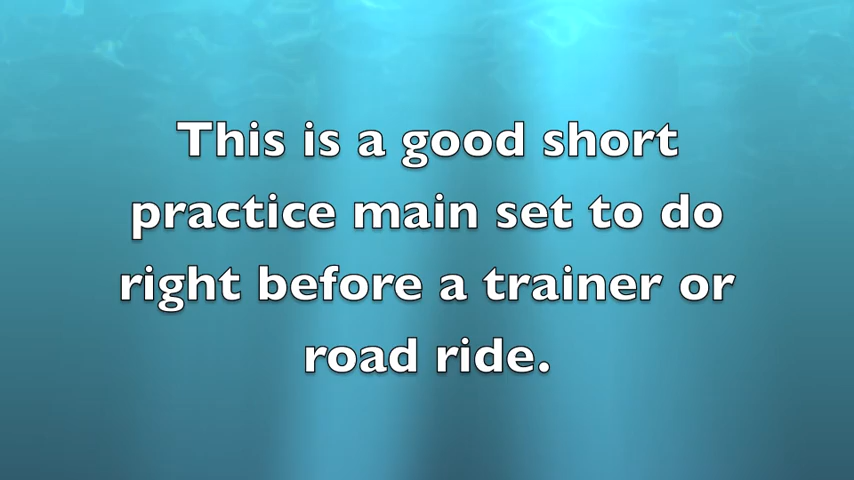 This is a good short
practice main set to do
right before a trainer or
road ride.